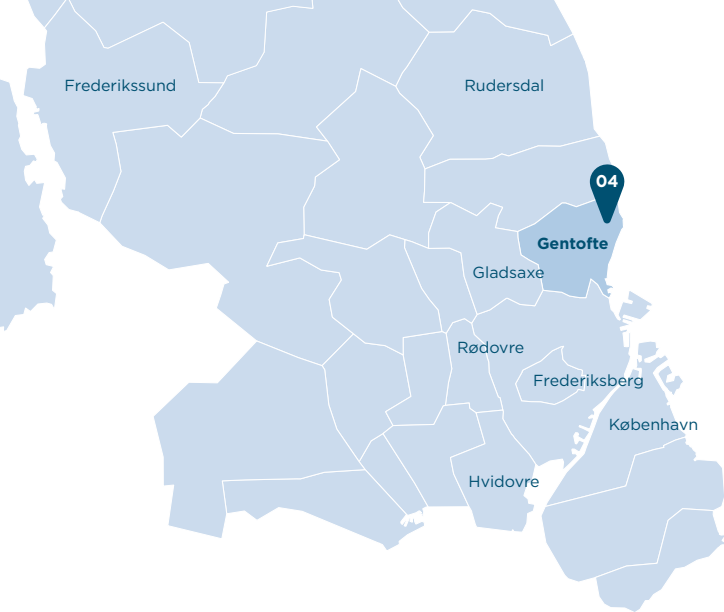 Frederikssund
Rudersdal
04
Gentofte
Gladsaxe
Rødovre
Frederiksberg
København
Hvidovre